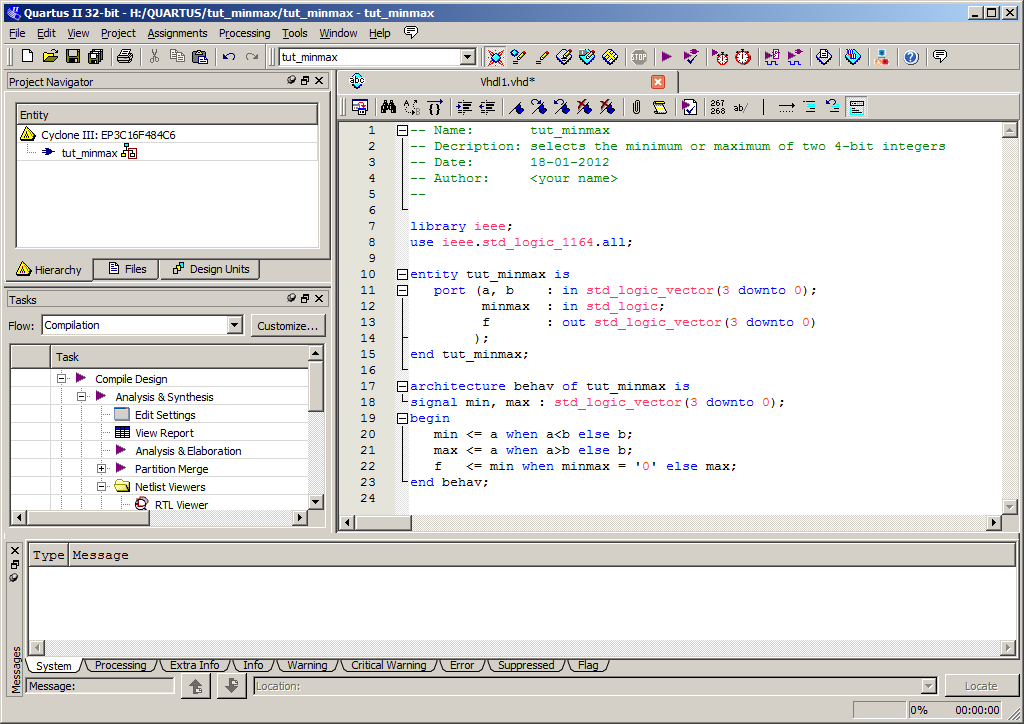 Quartus II 32-bit - H:/QUARTUS/tut_minmax/tut_minmax - tut_minmax
File Edit View Project Assignments Processing Tools Window Help
tut_minmax
STOP
Project Navigator
Entity
Cyclone III: EP3C16F484C6
tut_minmax
Hierarchy Files Design Units
Tasks
Flow: Compilation Customize...
Task
Compile Design
Analysis & Synthesis
Edit Settings
View Report
Analysis & Elaboration
Partition Merge
Netlist Viewers
RTL Viewer
abc Vhdl1.vhd*
267 268 ab/
1 -- Name:       tut_minmax
2 -- Decription: selects the minimum or maximum of two 4-bit integers
3 -- Date:       18-01-2012
4 -- Author:     <your name>
5 --
6
7 library ieee;
8 use ieee.std_logic_1164.all;
9
10 entity tut_minmax is
11    port (a, b    : in std_logic_vector(3 downto 0);
12          minmax  : in std_logic;
13          f       : out std_logic_vector(3 downto 0)
14         );
15 end tut_minmax;
16
17 architecture behav of tut_minmax is
18 signal min, max : std_logic_vector(3 downto 0);
19 begin
20    min <= a when a<b else b;
21    max <= a when a>b else b;
22    f   <= min when minmax = '0' else max;
23 end behav;
24
Type Message
Messages
System Processing Extra Info Info Warning Critical Warning Error Suppressed Flag
Message: Location: Locate
0% 00:00:00